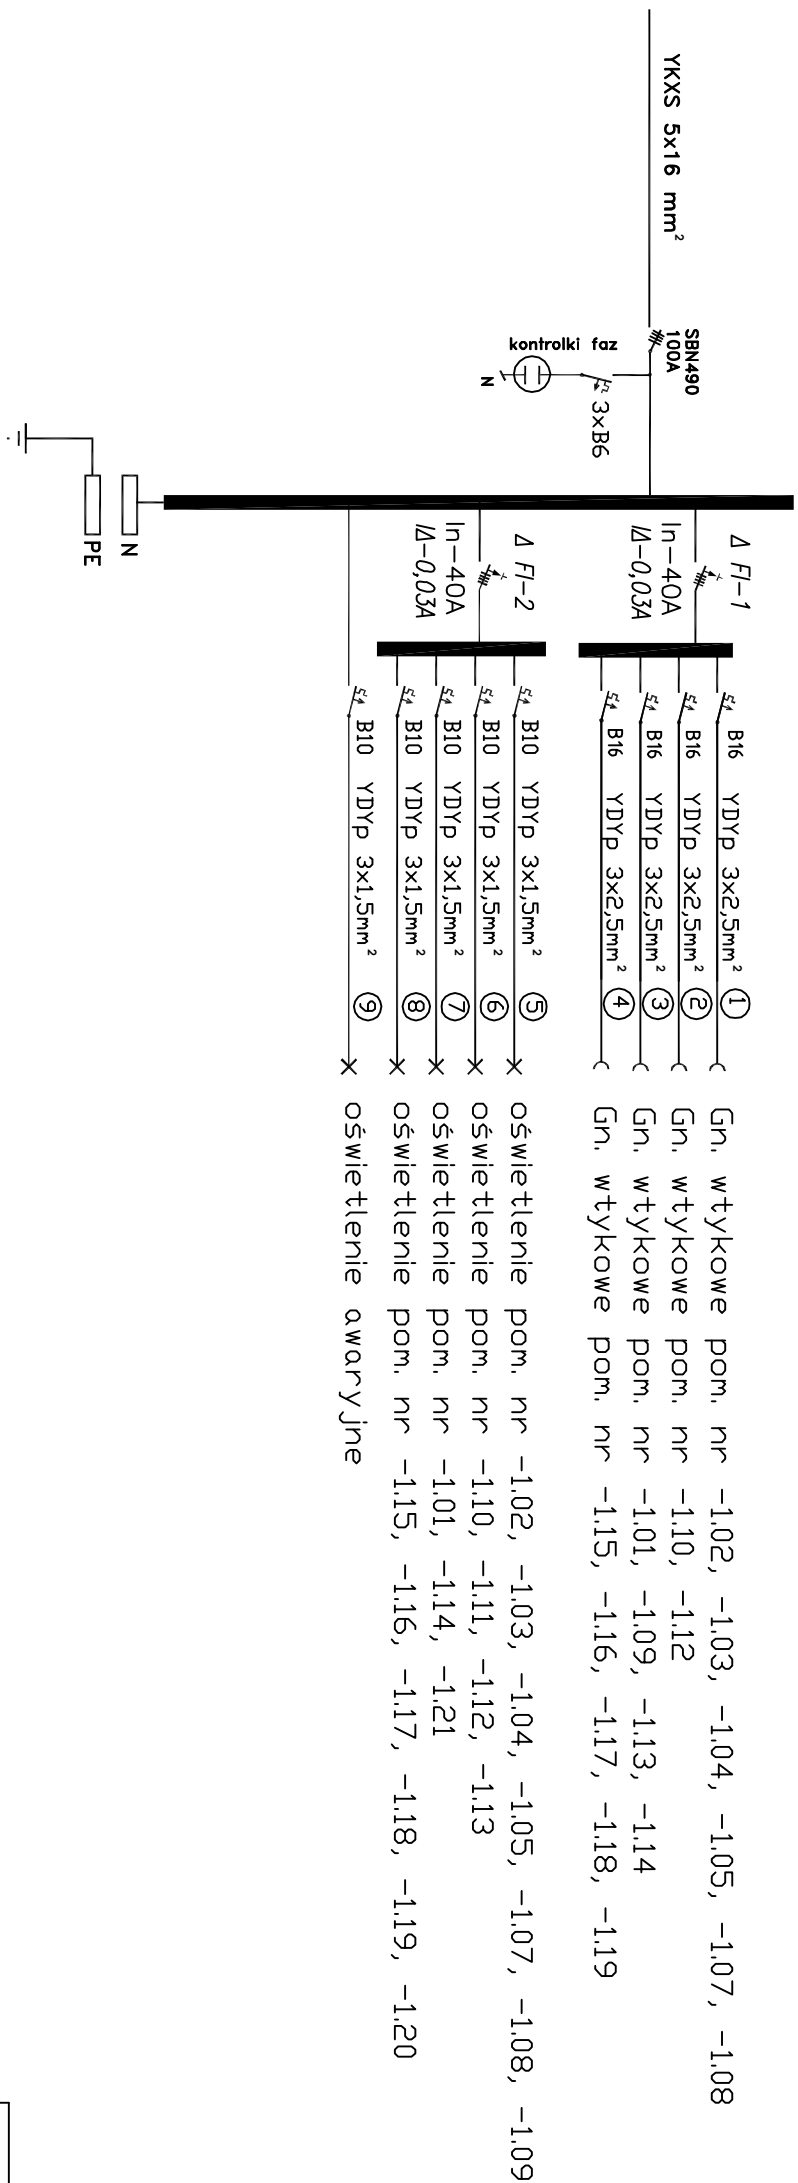 YKXS 5x16 mm²
SBN490
100A
kontrolki faz
N
3xB6
N
PE
Δ FI-1
In-40A
IΔ-0,03A
Δ FI-2
In-40A
IΔ-0,03A
B16 YDYp 3x2,5mm² 1 Gn. wtykowe pom. nr -1.02, -1.03, -1.04, -1.05, -1.07, -1.08
B16 YDYp 3x2,5mm² 2 Gn. wtykowe pom. nr -1.10, -1.12
B16 YDYp 3x2,5mm² 3 Gn. wtykowe pom. nr -1.01, -1.09, -1.13, -1.14
B16 YDYp 3x2,5mm² 4 Gn. wtykowe pom. nr -1.15, -1.16, -1.17, -1.18, -1.19
B10 YDYp 3x1,5mm² 5 oświetlenie pom. nr -1.02, -1.03, -1.04, -1.05, -1.07, -1.08, -1.09
B10 YDYp 3x1,5mm² 6 oświetlenie pom. nr -1.10, -1.11, -1.12, -1.13
B10 YDYp 3x1,5mm² 7 oświetlenie pom. nr -1.01, -1.14, -1.21
B10 YDYp 3x1,5mm² 8 oświetlenie pom. nr -1.15, -1.16, -1.17, -1.18, -1.19, -1.20
B10 YDYp 3x1,5mm² 9 oświetlenie awaryjne